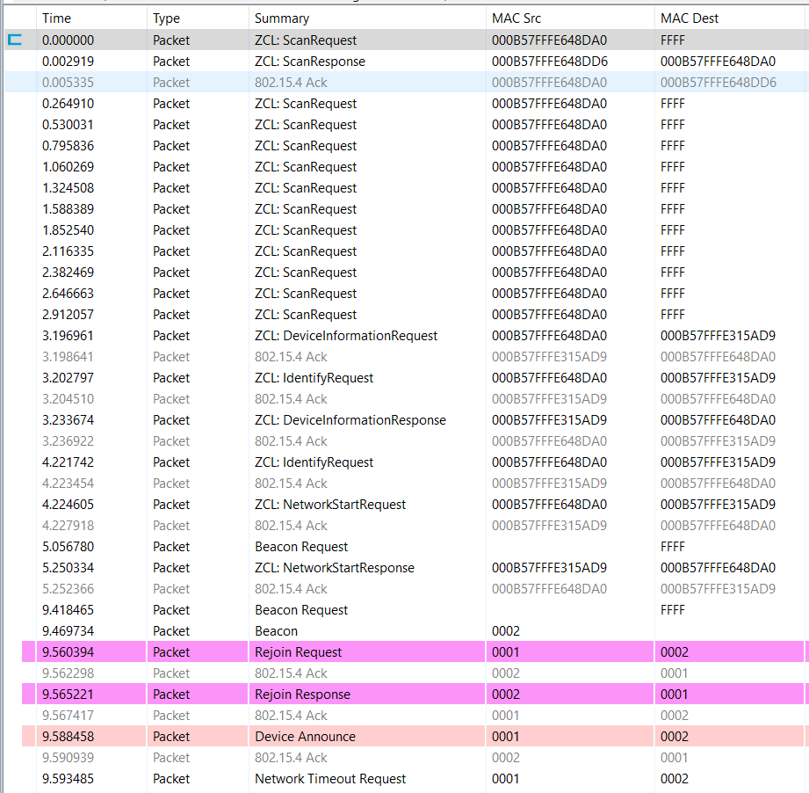 Time Type Summary MAC Src MAC Dest
0.000000 Packet ZCL: ScanRequest 000B57FFFE648DA0 FFFF
0.002919 Packet ZCL: ScanResponse 000B57FFFE648DD6 000B57FFFE648DA0
0.005335 Packet 802.15.4 Ack 000B57FFFE648DA0 000B57FFFE648DD6
0.264910 Packet ZCL: ScanRequest 000B57FFFE648DA0 FFFF
0.530031 Packet ZCL: ScanRequest 000B57FFFE648DA0 FFFF
0.795836 Packet ZCL: ScanRequest 000B57FFFE648DA0 FFFF
1.060269 Packet ZCL: ScanRequest 000B57FFFE648DA0 FFFF
1.324508 Packet ZCL: ScanRequest 000B57FFFE648DA0 FFFF
1.588389 Packet ZCL: ScanRequest 000B57FFFE648DA0 FFFF
1.852540 Packet ZCL: ScanRequest 000B57FFFE648DA0 FFFF
2.116335 Packet ZCL: ScanRequest 000B57FFFE648DA0 FFFF
2.382469 Packet ZCL: ScanRequest 000B57FFFE648DA0 FFFF
2.646663 Packet ZCL: ScanRequest 000B57FFFE648DA0 FFFF
2.912057 Packet ZCL: ScanRequest 000B57FFFE648DA0 FFFF
3.196961 Packet ZCL: DeviceInformationRequest 000B57FFFE648DA0 000B57FFFE315AD9
3.198641 Packet 802.15.4 Ack 000B57FFFE315AD9 000B57FFFE648DA0
3.202797 Packet ZCL: IdentifyRequest 000B57FFFE648DA0 000B57FFFE315AD9
3.204510 Packet 802.15.4 Ack 000B57FFFE315AD9 000B57FFFE648DA0
3.233674 Packet ZCL: DeviceInformationResponse 000B57FFFE315AD9 000B57FFFE648DA0
3.236922 Packet 802.15.4 Ack 000B57FFFE648DA0 000B57FFFE315AD9
4.221742 Packet ZCL: IdentifyRequest 000B57FFFE648DA0 000B57FFFE315AD9
4.223454 Packet 802.15.4 Ack 000B57FFFE315AD9 000B57FFFE648DA0
4.224605 Packet ZCL: NetworkStartRequest 000B57FFFE648DA0 000B57FFFE315AD9
4.227918 Packet 802.15.4 Ack 000B57FFFE315AD9 000B57FFFE648DA0
5.056780 Packet Beacon Request FFFF
5.250334 Packet ZCL: NetworkStartResponse 000B57FFFE315AD9 000B57FFFE648DA0
5.252366 Packet 802.15.4 Ack 000B57FFFE648DA0 000B57FFFE315AD9
9.418465 Packet Beacon Request FFFF
9.469734 Packet Beacon 0002
9.560394 Packet Rejoin Request 0001 0002
9.562298 Packet 802.15.4 Ack 0002 0001
9.565221 Packet Rejoin Response 0002 0001
9.567417 Packet 802.15.4 Ack 0001 0002
9.588458 Packet Device Announce 0001 0002
9.590939 Packet 802.15.4 Ack 0002 0001
9.593485 Packet Network Timeout Request 0001 0002